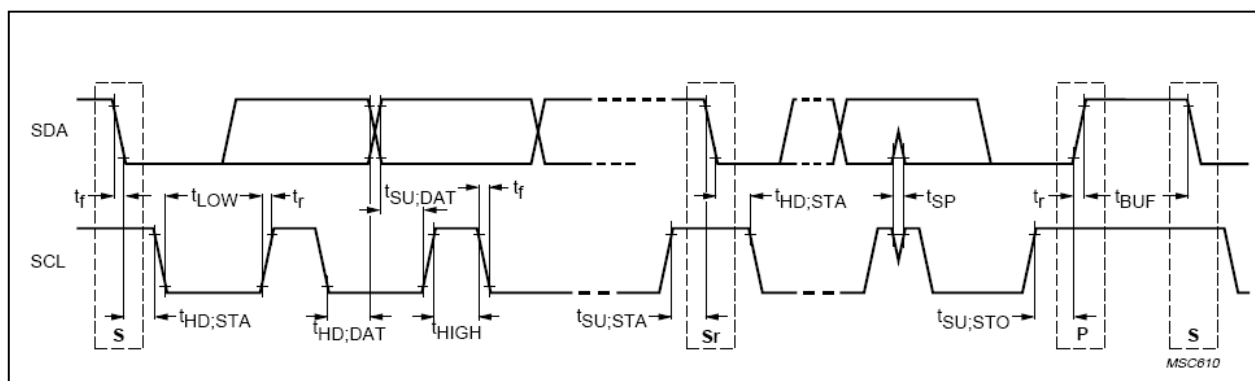 SDA
t_f t_LOW t_r t_SU;DAT t_f t_HD;STA t_SP t_r t_BUF
SCL
t_HD;STA t_HD;DAT t_HIGH t_SU;STA t_SU;STO
S Sr P S
MSC610